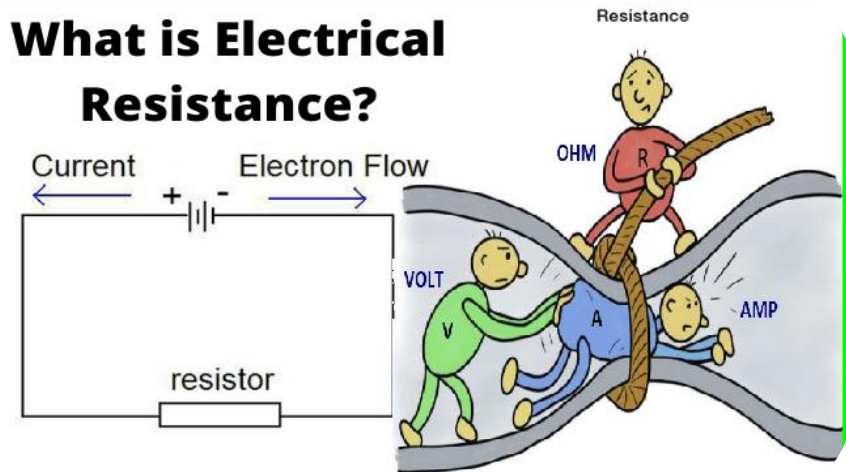 What is Electrical
Resistance?
Current
+ -
Electron Flow
resistor
Resistance
OHM
R
VOLT
V
A
AMP